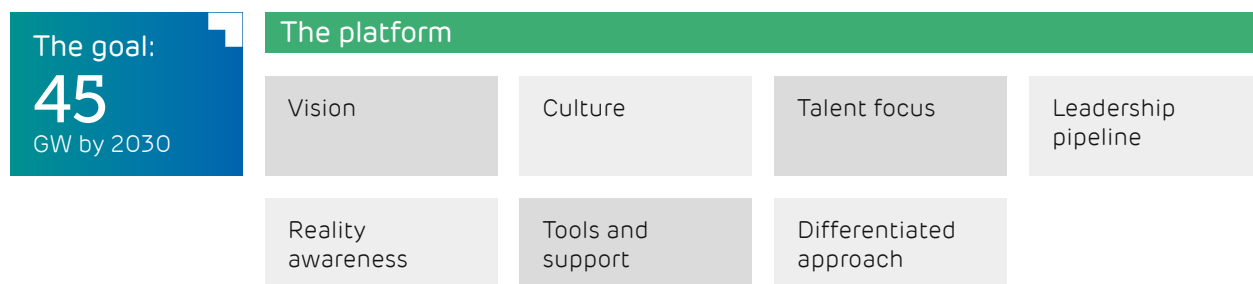 The goal:
45
GW by 2030
The platform
Vision
Culture
Talent focus
Leadership
pipeline
Reality
awareness
Tools and
support
Differentiated
approach